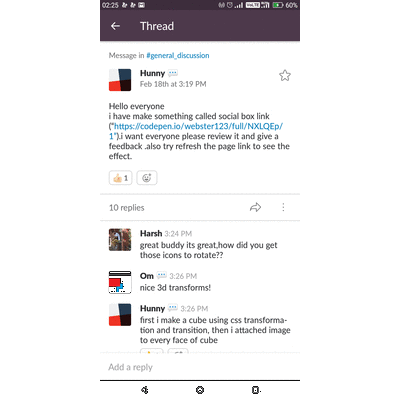 02:25 VoLTE 60%
Thread
Message in #general_discussion
Hunny
Feb 18th at 3:19 PM
Hello everyone
i have make something called social box link
("https://codepen.io/webster123/full/NXLQEp/
1").i want everyone please review it and give a
feedback .also try refresh the page link to see the
effect.
1
10 replies
Harsh 3:24 PM
great buddy its great,how did you get
those icons to rotate??
Om 3:26 PM
nice 3d transforms!
Hunny 3:26 PM
first i make a cube using css transforma-
tion and transition, then i attached image
to every face of cube
Add a reply